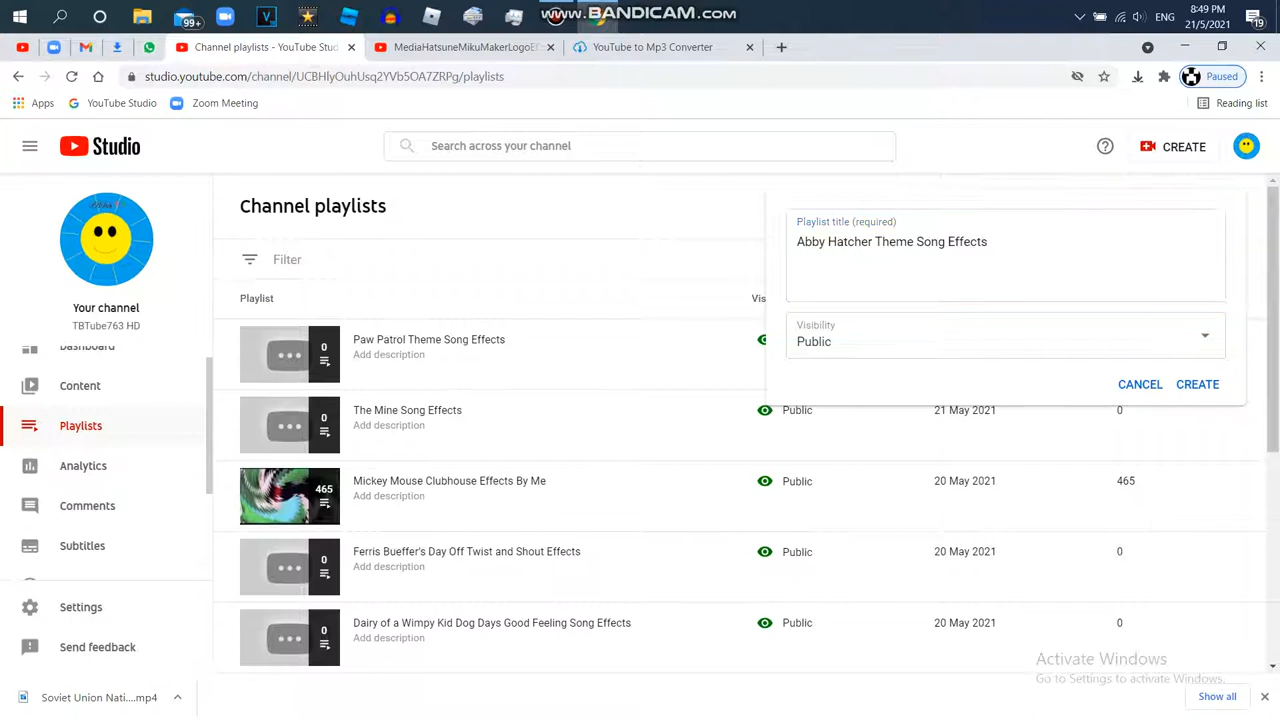 www.BANDICAM.com
99+
ENG
8:49 PM
21/5/2021
19
Channel playlists - YouTube Stud
MediaHatsuneMikuMakerLogoEf
YouTube to Mp3 Converter
studio.youtube.com/channel/UCBHlyOuhUsq2YVb5OA7ZRPg/playlists
Paused
Apps
YouTube Studio
Zoom Meeting
Reading list
Studio
Search across your channel
CREATE
Your channel
TBTube763 HD
Dashboard
Content
Playlists
Analytics
Comments
Subtitles
Settings
Send feedback
Channel playlists
Filter
Playlist
Vis
Playlist title (required)
Abby Hatcher Theme Song Effects
Visibility
Public
CANCEL
CREATE
0
Paw Patrol Theme Song Effects
Add description
0
The Mine Song Effects
Add description
Public
21 May 2021
0
465
Mickey Mouse Clubhouse Effects By Me
Add description
Public
20 May 2021
465
0
Ferris Bueffer's Day Off Twist and Shout Effects
Add description
Public
20 May 2021
0
0
Dairy of a Wimpy Kid Dog Days Good Feeling Song Effects
Add description
Public
20 May 2021
0
Activate Windows
Go to Settings to activate Windows.
Soviet Union Nati....mp4
Show all